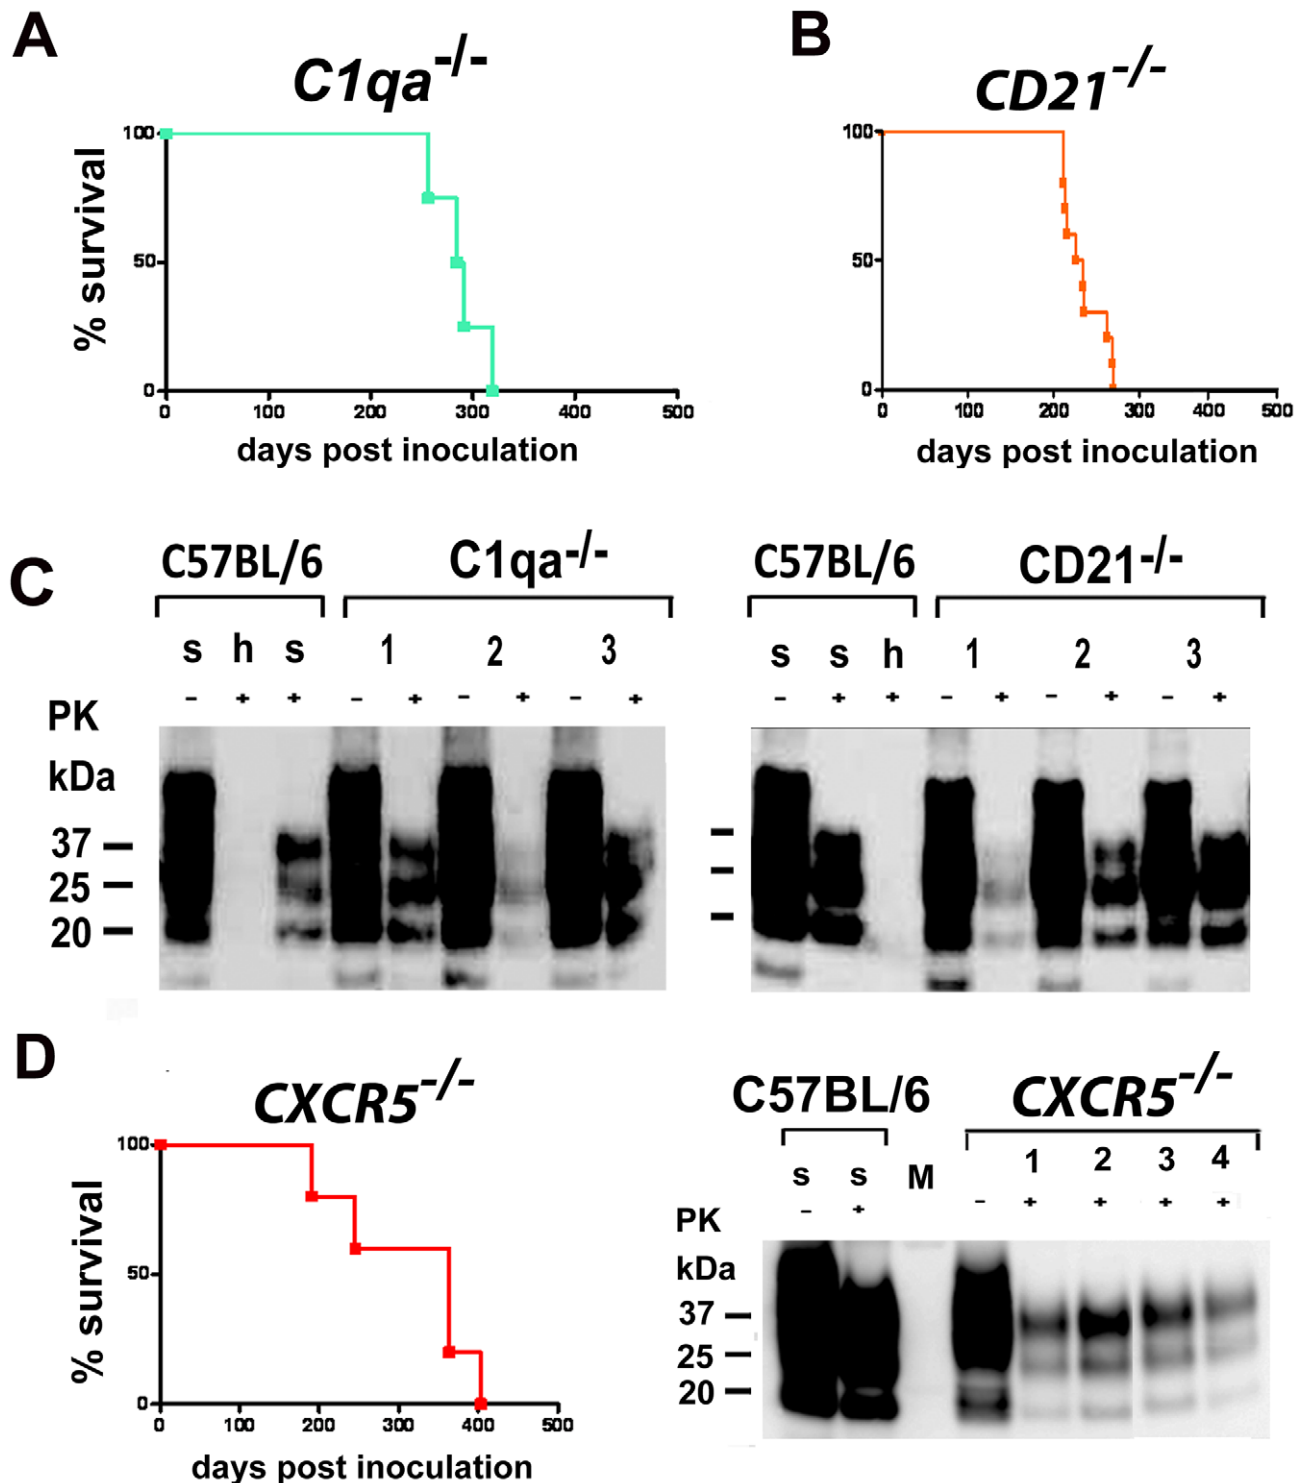 A
B
C1qa-/-
CD21-/-
100
50
0
% survival
0 100 200 300 400 500
days post inoculation
100
50
0
0 100 200 300 400 500
days post inoculation
C
C57BL/6 C1qa-/-
s h s 1 2 3
PK - + + - + - + - +
kDa
37
25
20
C57BL/6 CD21-/-
s s h 1 2 3
- + + - + - + - +
D
CXCR5-/-
100
50
0
% survival
0 100 200 300 400 500
days post inoculation
C57BL/6 CXCR5-/-
s s M 1 2 3 4
PK - + - + + + +
kDa
37
25
20